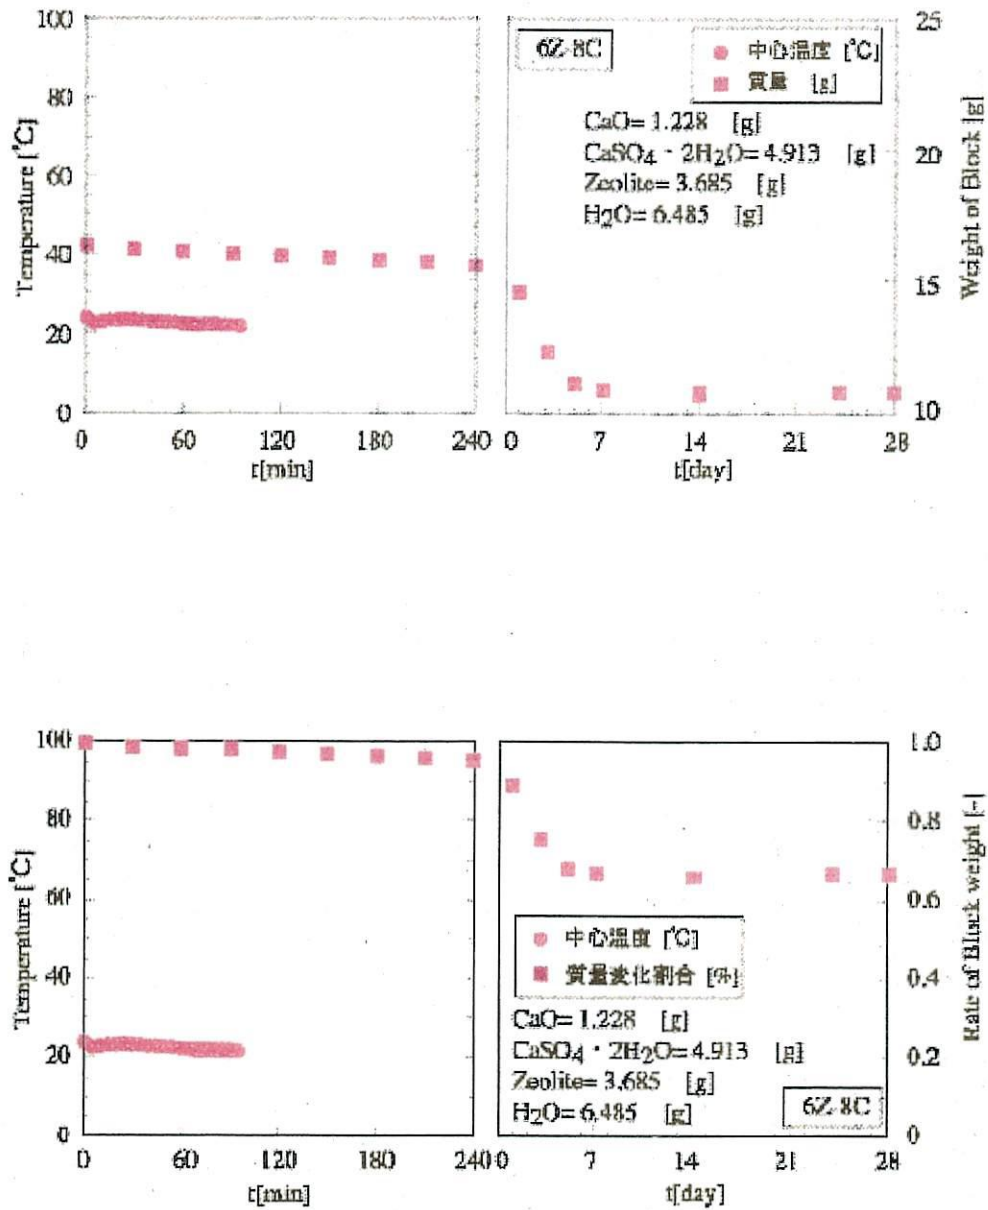 100
80
60
40
20
0
Temperature [℃]
0 60 120 180 240
t[min]
6Z-8C
中心温度 [℃]
質量 [g]
CaO= 1.228 [g]
CaSO₄・2H₂O= 4.913 [g]
Zeolite= 3.685 [g]
H₂O= 6.485 [g]
25
20
15
10
Weight of Block [g]
0 7 14 21 28
t[day]
100
80
60
40
20
0
Temperature [℃]
0 60 120 180 240
t[min]
中心温度 [℃]
質量変化割合 [%]
CaO= 1.228 [g]
CaSO₄・2H₂O= 4.913 [g]
Zeolite= 3.685 [g]
H₂O= 6.485 [g]
6Z-8C
1.0
0.8
0.6
0.4
0.2
0
Rate of Block weight [-]
0 7 14 21 28
t[day]